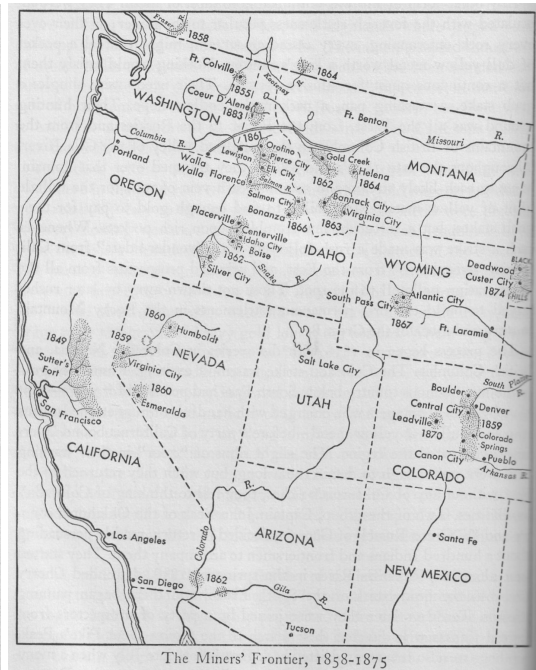 Fraser R.
1858
Ft. Colville
1855
Kootenay
1864
WASHINGTON
Coeur D'Alene
1883
Ft. Benton
Missouri R.
Columbia R.
Portland
Walla
Walla
1861
Lewiston
Orofino
Pierce City
Elk City
Florence
Salmon R.
Salmon City
Gold Creek
1862
Helena
1864
MONTANA
OREGON
Bannack City
Virginia City
1863
Bonanza
1866
Placerville
Centerville
Idaho City
Ft. Boise
1862
Silver City
IDAHO
Snake R.
WYOMING
Deadwood
Custer City
1874
BLACK
HILLS
South Pass City
Atlantic City
1867
Ft. Laramie
1849
Sutter's
Fort
San Francisco
1859
Virginia City
1860
Humboldt
NEVADA
1860
Esmeralda
CALIFORNIA
Salt Lake City
UTAH
Boulder
South Platte
R.
Central City
Denver
Leadville
1859
1870
Colorado
Springs
Canon City
Pueblo
Arkansas R.
COLORADO
Los Angeles
Colorado
R.
ARIZONA
Santa Fe
NEW MEXICO
San Diego
1862
Gila R.
Tucson
The Miners' Frontier, 1858-1875